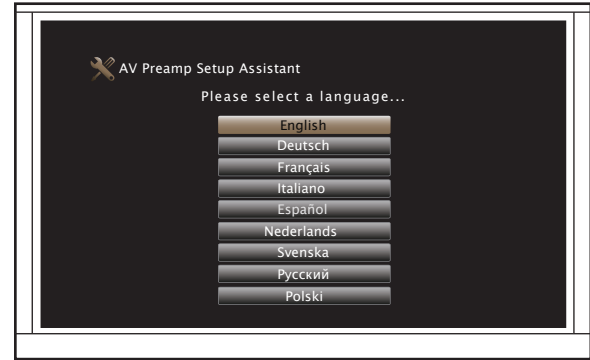 AV Preamp Setup Assistant
Please select a language...
English
Deutsch
Français
Italiano
Español
Nederlands
Svenska
Русский
Polski